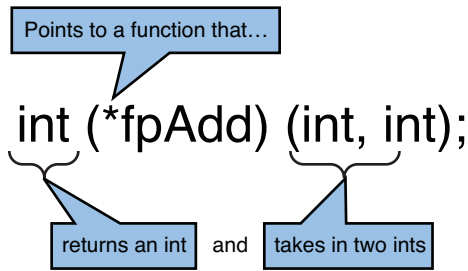 Points to a function that…
int (*fpAdd) (int, int);
returns an int and takes in two ints